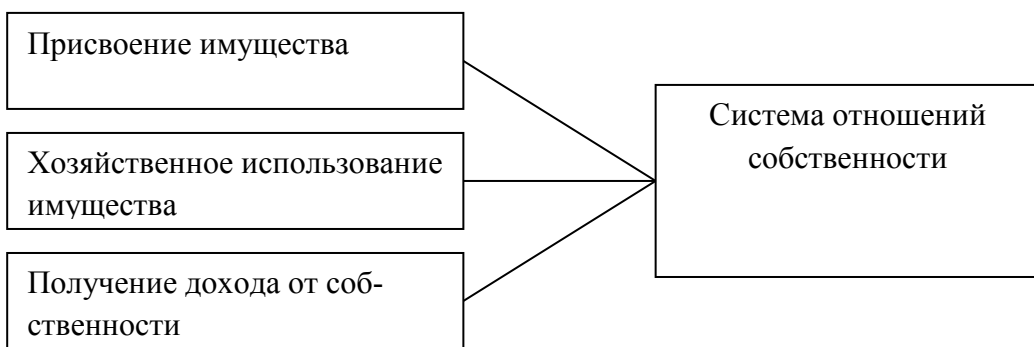 Присвоение имущества
Хозяйственное использование
имущества
Получение дохода от соб-
ственности
Система отношений
собственности